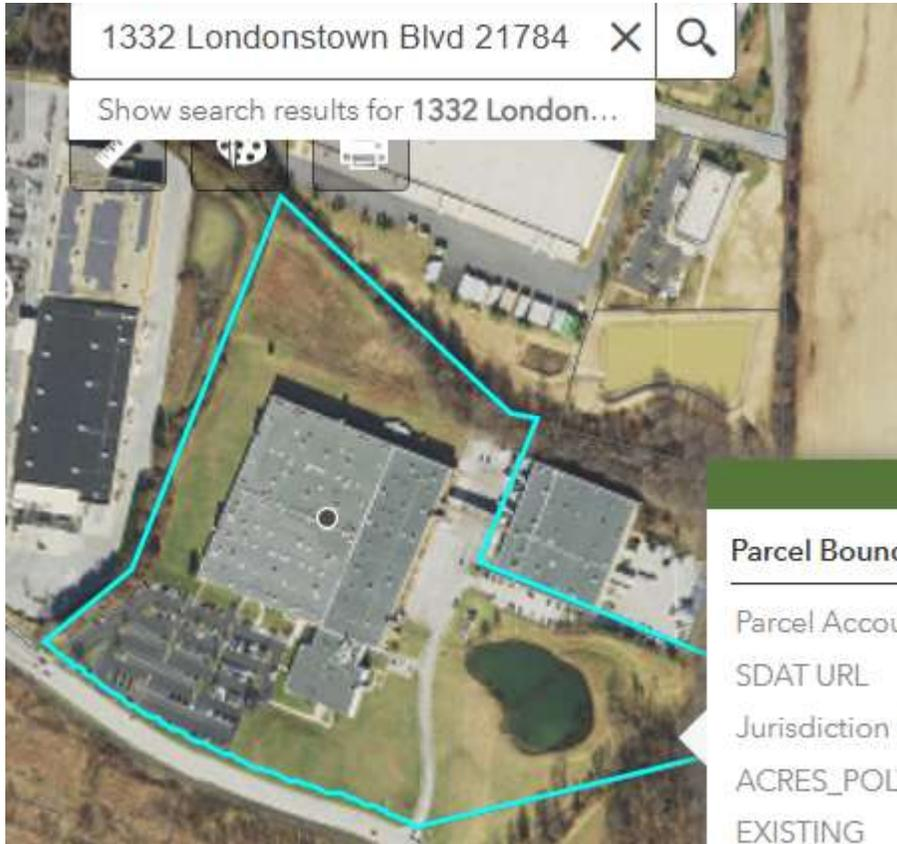 1332 Londonstown Blvd 21784
Show search results for 1332 London...
Parcel Bound
Parcel Accou
SDAT URL
Jurisdiction
ACRES_POL
EXISTING